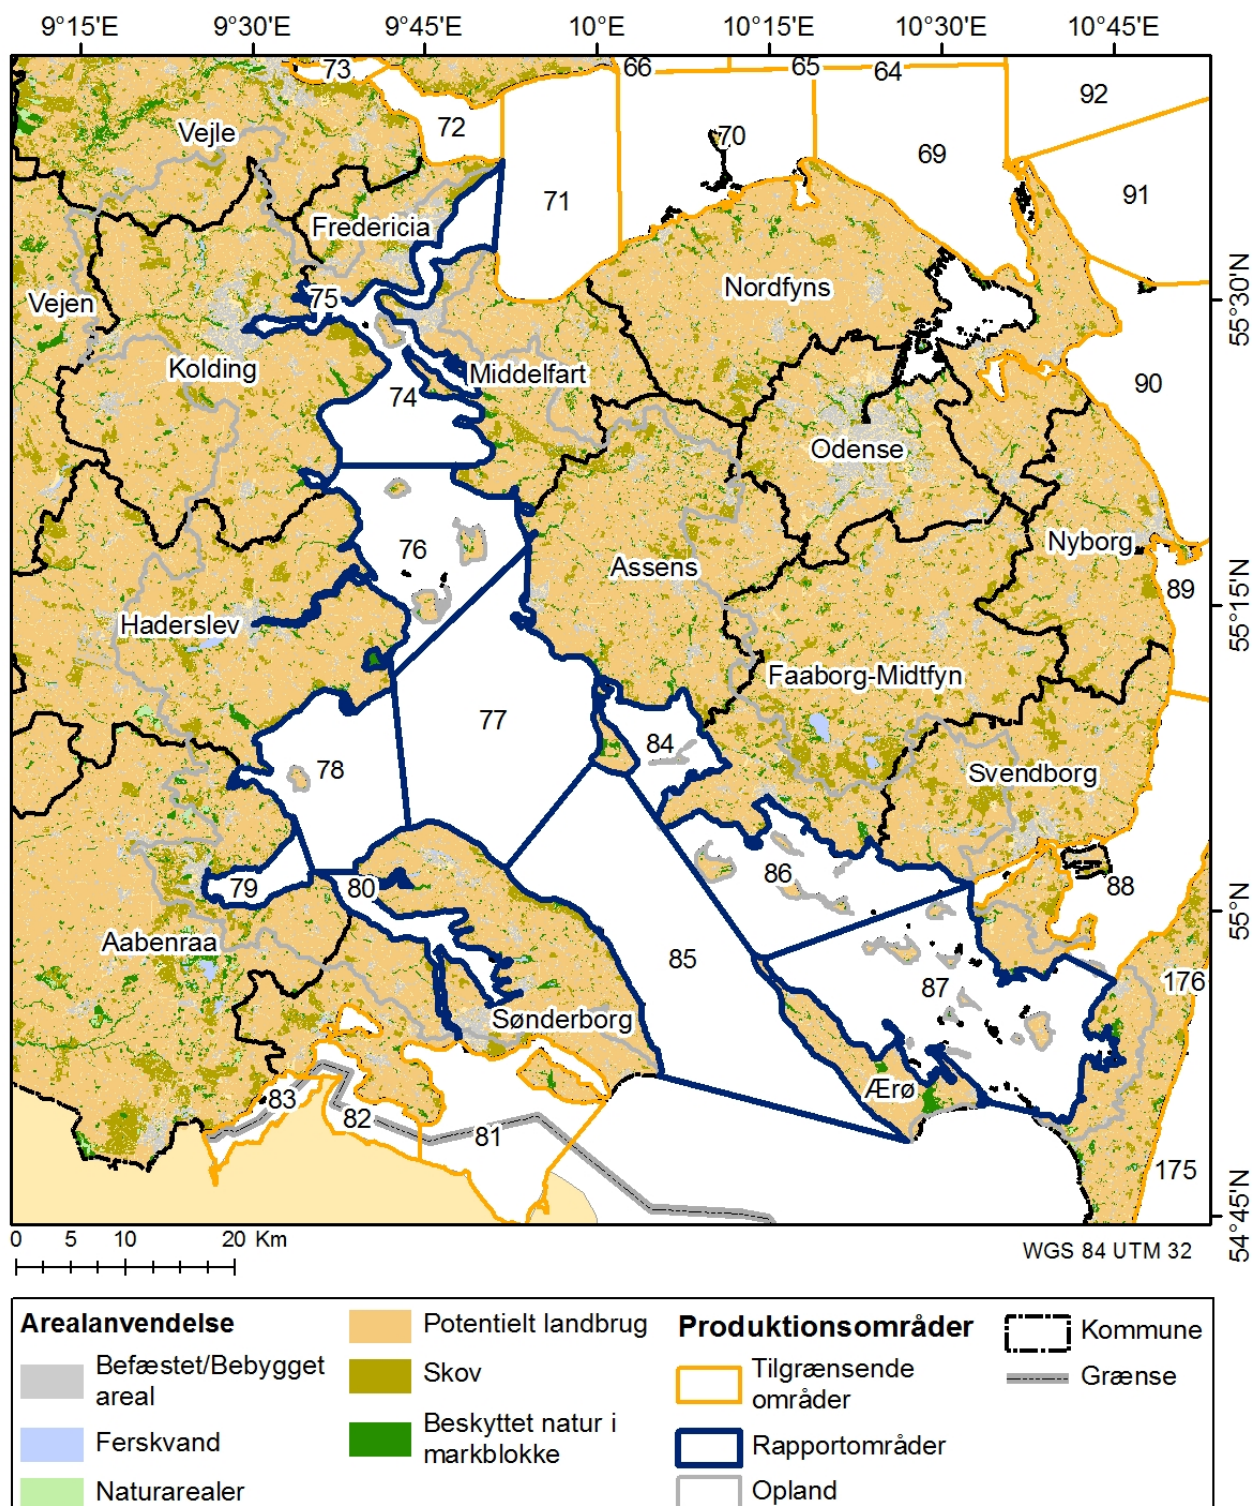 9°15'E 9°30'E 9°45'E 10°E 10°15'E 10°30'E 10°45'E
73
66
65
64
92
72
70
Vejle
69
71
91
Fredericia
55°30'N
75
Nordfyns
Vejen
Kolding
Middelfart
90
74
Odense
76
Nyborg
Assens
89
Haderslev
55°15'N
Faaborg-Midtfyn
77
84
78
Svendborg
86
79
80
88
55°N
Aabenraa
85
176
87
Sønderborg
Ærø
83
82
81
175
54°45'N
0 5 10 20 Km
WGS 84 UTM 32
Arealanvendelse
Befæstet/Bebygget
areal
Ferskvand
Naturarealer
Potentielt landbrug
Skov
Beskyttet natur i
markblokke
Produktionsområder
Tilgrænsende
områder
Rapportområder
Opland
Kommune
Grænse